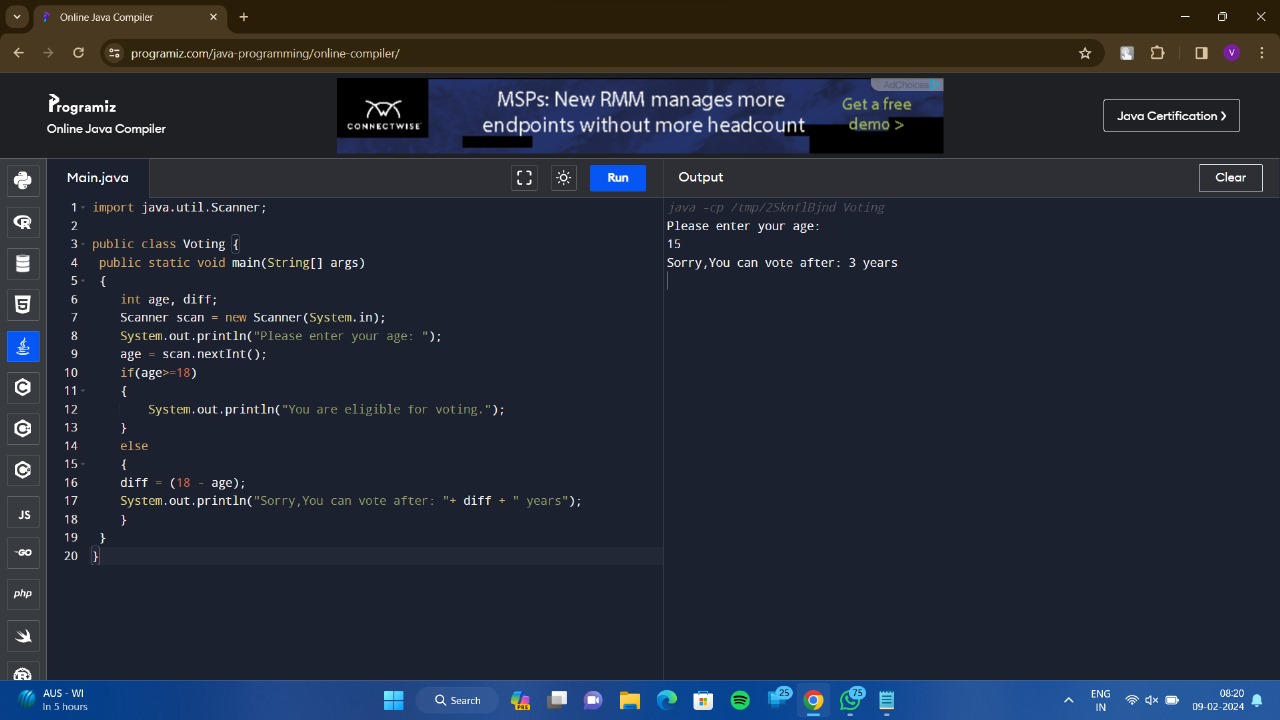 Online Java Compiler
programiz.com/java-programming/online-compiler/
V
Programiz
Online Java Compiler
CONNECTWISE
MSPs: New RMM manages more
endpoints without more headcount
AdChoices
Get a free
demo >
Java Certification ❯
Main.java
Run
Output
Clear
1 import java.util.Scanner;
2
3 public class Voting {
4 public static void main(String[] args)
5 {
6 int age, diff;
7 Scanner scan = new Scanner(System.in);
8 System.out.println("Please enter your age: ");
9 age = scan.nextInt();
10 if(age>=18)
11 {
12 System.out.println("You are eligible for voting.");
13 }
14 else
15 {
16 diff = (18 - age);
17 System.out.println("Sorry,You can vote after: "+ diff + " years");
18 }
19 }
20 }
java -cp /tmp/2SknflBjnd Voting
Please enter your age:
15
Sorry,You can vote after: 3 years
JS
GO
php
AUS - WI
In 5 hours
Search
PRE
25
75
ENG
IN
08:20
09-02-2024